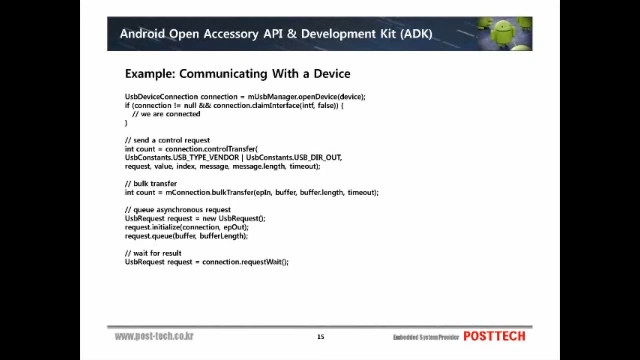 Android Open Accessory API & Development Kit (ADK)
Example: Communicating With a Device
UsbDeviceConnection connection = mUsbManager.openDevice(device);
if (connection != null && connection.claimInterface(intf, false)) {
// we are connected
}
// send a control request
int count = connection.controlTransfer(
UsbConstants.USB_TYPE_VENDOR | UsbConstants.USB_DIR_OUT,
request, value, index, message, message.length, timeout);
// bulk transfer
int count = mConnection.bulkTransfer(epIn, buffer, buffer.length, timeout);
// queue asynchronous request
UsbRequest request = new UsbRequest();
request.initialize(connection, epOut);
request.queue(buffer, bufferLength);
// wait for result
UsbRequest request = connection.requestWait();
www.post-tech.co.kr
15
Embedded System Provider POSTTECH